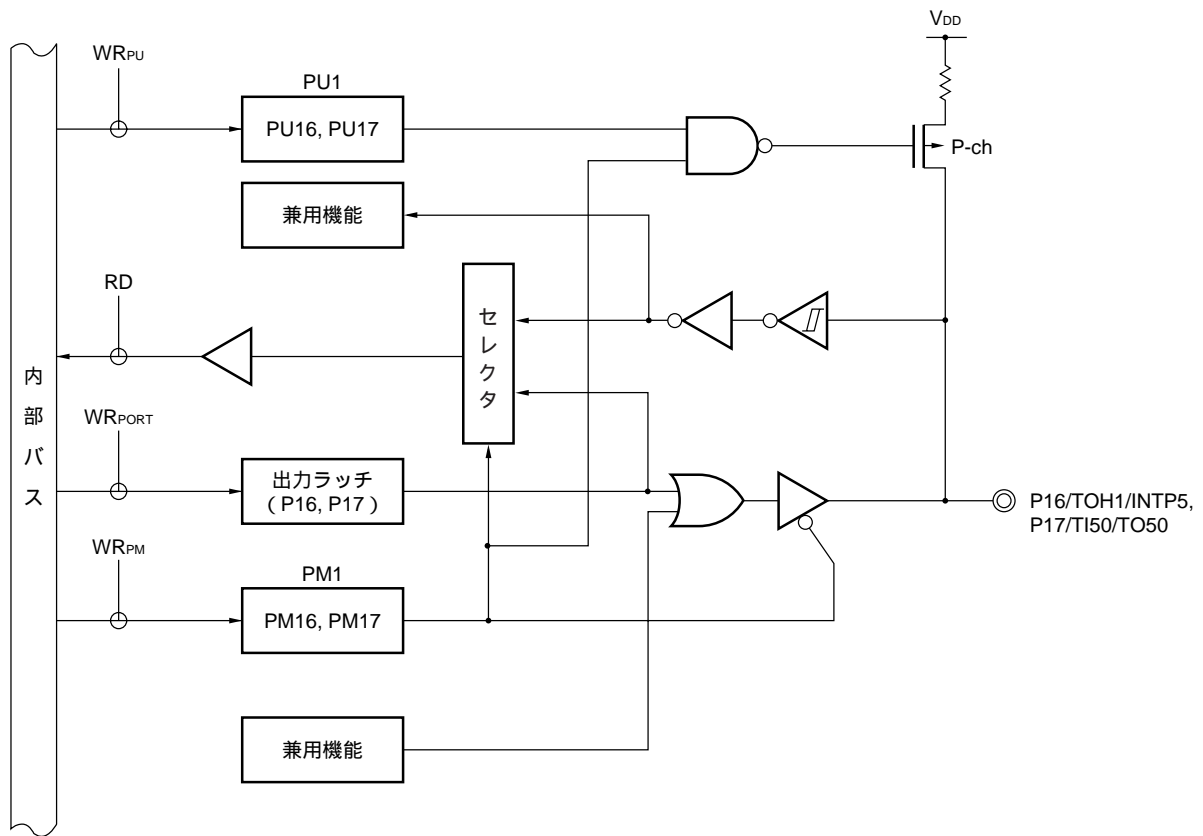 VDD
WRPU
PU1
PU16, PU17
P-ch
兼用機能
RD
セレクタ
内部バス
WRPORT
出力ラッチ
（P16, P17）
P16/TOH1/INTP5,
P17/TI50/TO50
WRPM
PM1
PM16, PM17
兼用機能